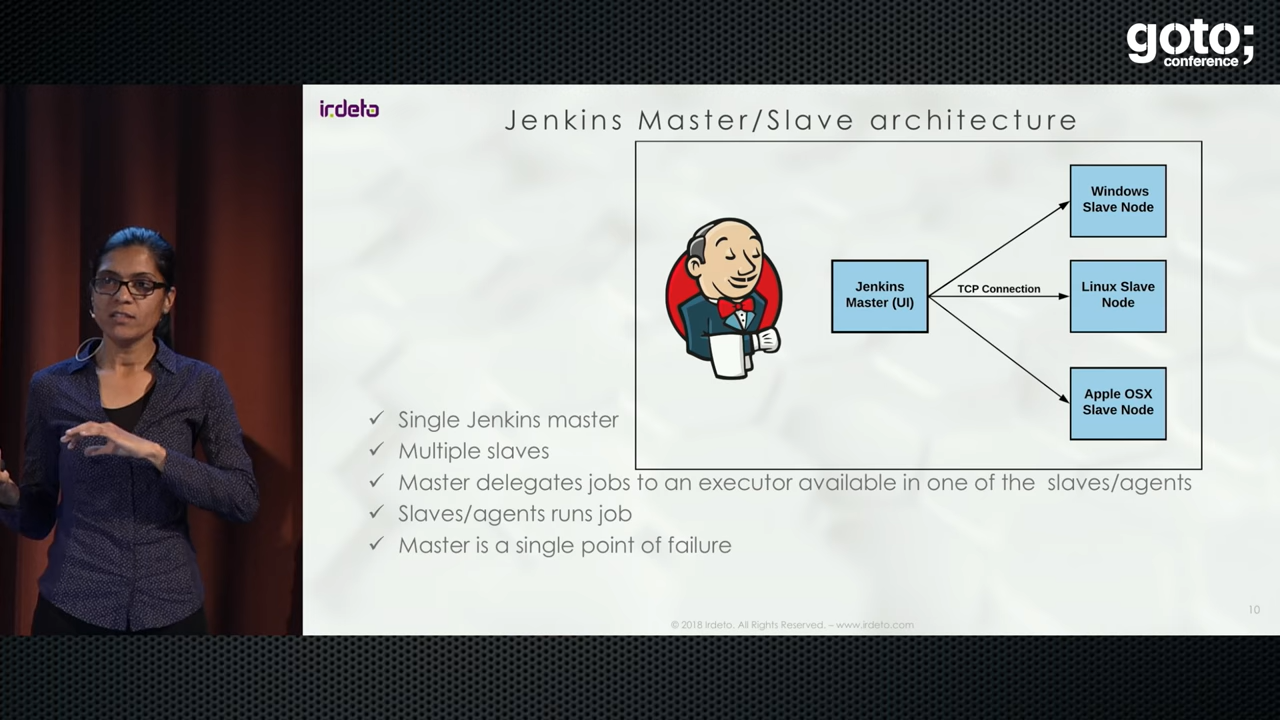 goto;
conference
irdeto
Jenkins Master/Slave architecture
Windows
Slave Node
Jenkins
Master (UI)
TCP Connection
Linux Slave
Node
Apple OSX
Slave Node
✓ Single Jenkins master
✓ Multiple slaves
✓ Master delegates jobs to an executor available in one of the slaves/agents
✓ Slaves/agents runs job
✓ Master is a single point of failure
10
© 2018 Irdeto. All Rights Reserved. – www.irdeto.com